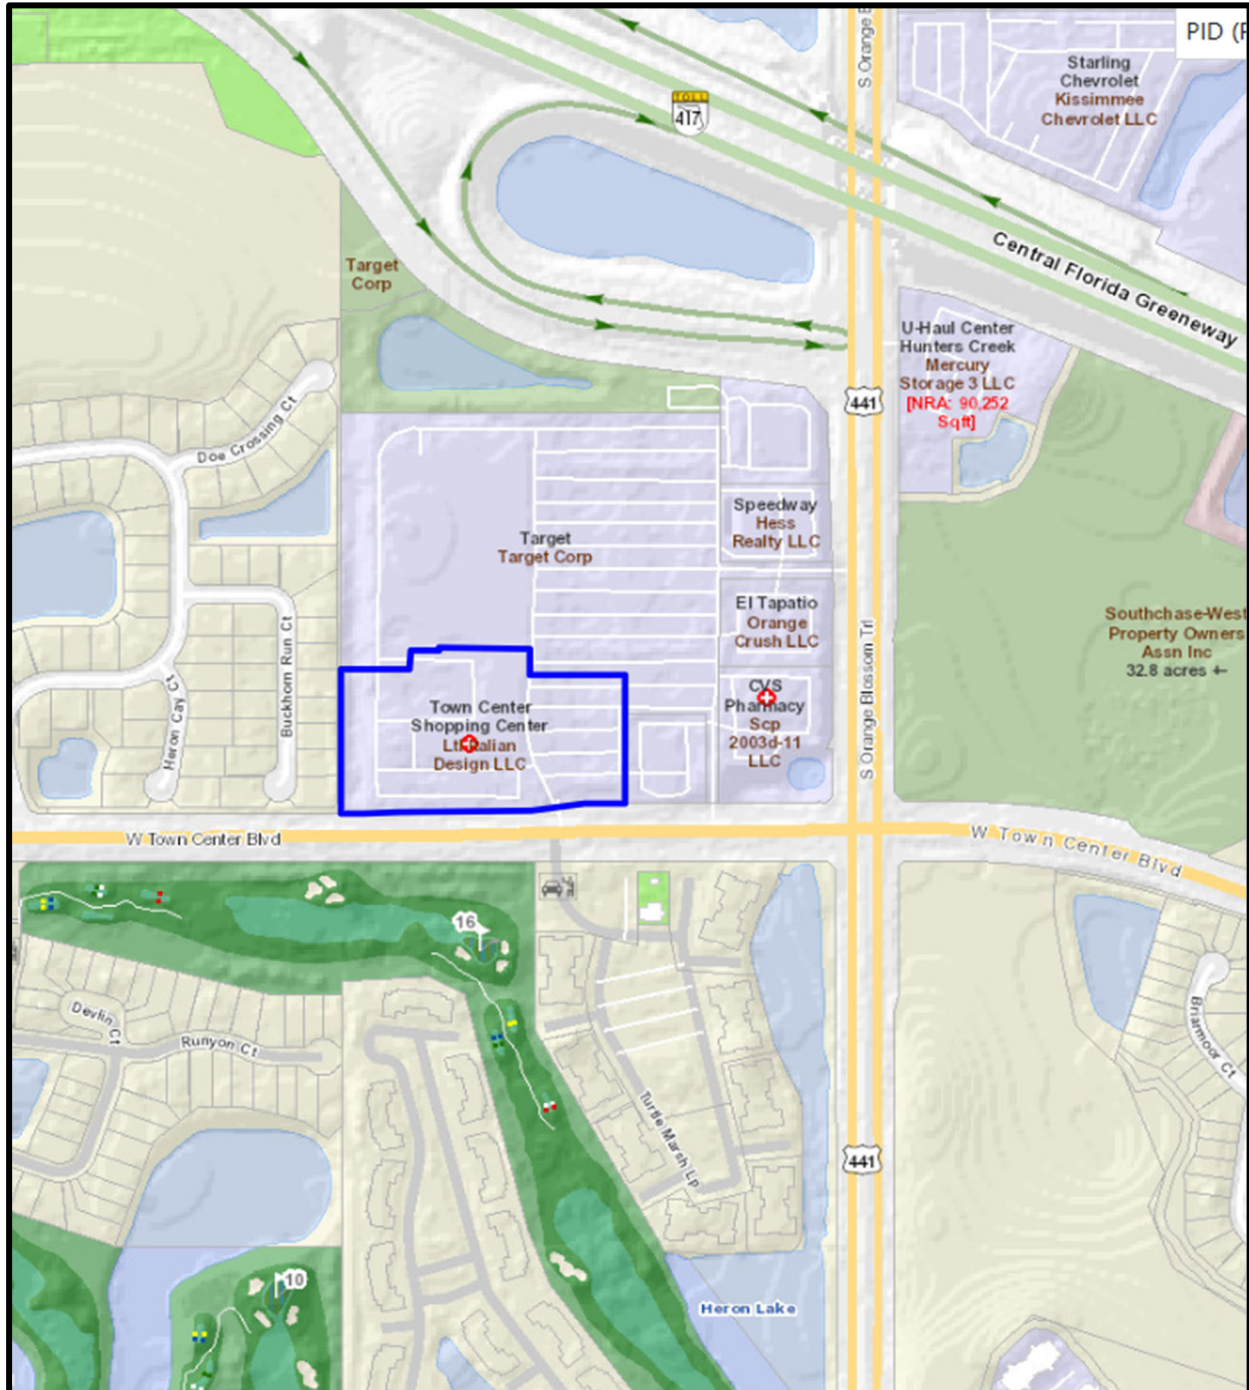 PID (
S Orange
Starling
Chevrolet
Kissimmee
Chevrolet LLC
TOLL
417
Central Florida Greeneway
Target
Corp
U-Haul Center
Hunters Creek
Mercury
Storage 3 LLC
[NRA: 90,252
Sqft]
441
Doe Crossing Ct
Speedway
Hess
Realty LLC
Target
Target Corp
El Tapatio
Orange
Crush LLC
Southchase-West
Property Owners
Assn Inc
32.8 acres +-
S Orange Blossom Trl
Buckhorn Run Ct
Heron Cay Ct
Town Center
Shopping Center
Design LLC
CVS
Pharmacy
Scp
2003d-11
LLC
W Town Center Blvd
W Town Center Blvd
16
Devlin Ct
Runyon Ct
Briarmoor Ct
Turtle Marsh Lp
441
10
Heron Lake